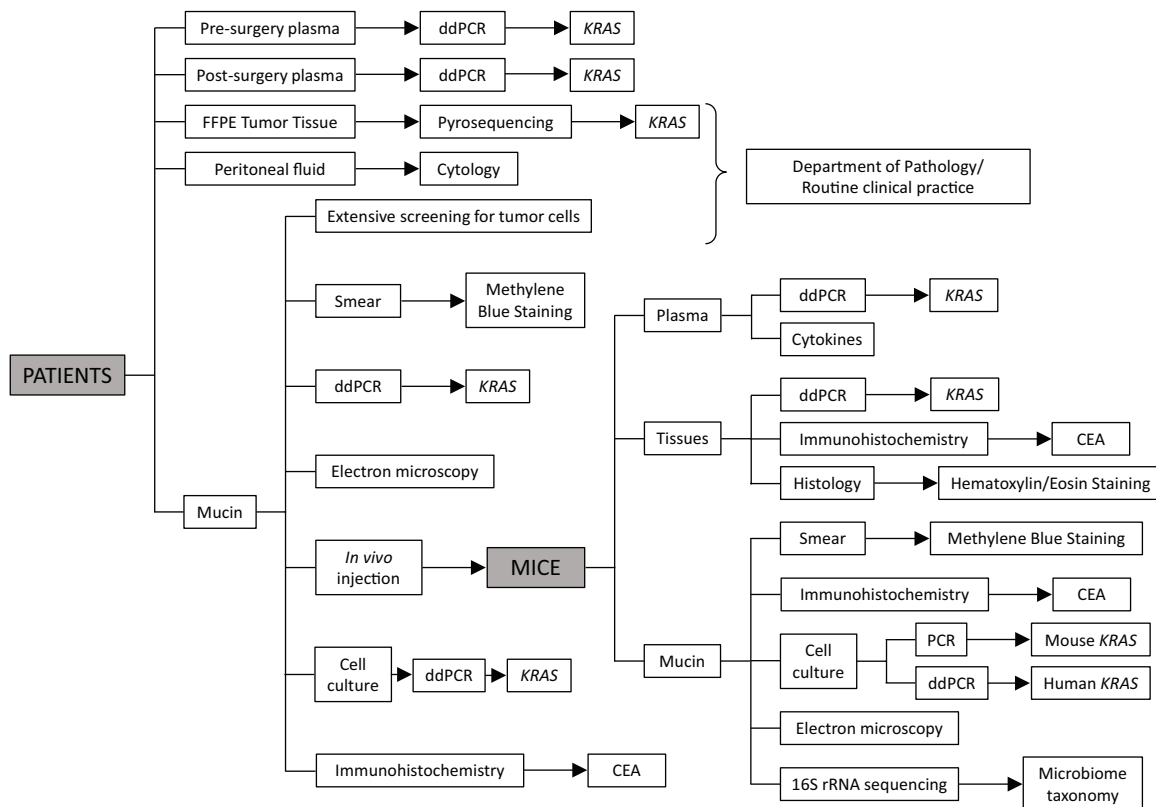 Pre-surgery plasma
ddPCR
KRAS
Post-surgery plasma
ddPCR
KRAS
FFPE Tumor Tissue
Pyrosequencing
KRAS
Peritoneal fluid
Cytology
Department of Pathology/
Routine clinical practice
Extensive screening for tumor cells
Smear
Methylene
Blue Staining
PATIENTS
ddPCR
KRAS
Electron microscopy
Mucin
In vivo
injection
MICE
Cell
culture
ddPCR
KRAS
Immunohistochemistry
CEA
Plasma
ddPCR
KRAS
Cytokines
Tissues
ddPCR
KRAS
Immunohistochemistry
CEA
Histology
Hematoxylin/Eosin Staining
Mucin
Smear
Methylene Blue Staining
Immunohistochemistry
CEA
Cell
culture
PCR
Mouse KRAS
ddPCR
Human KRAS
Electron microscopy
16S rRNA sequencing
Microbiome
taxonomy